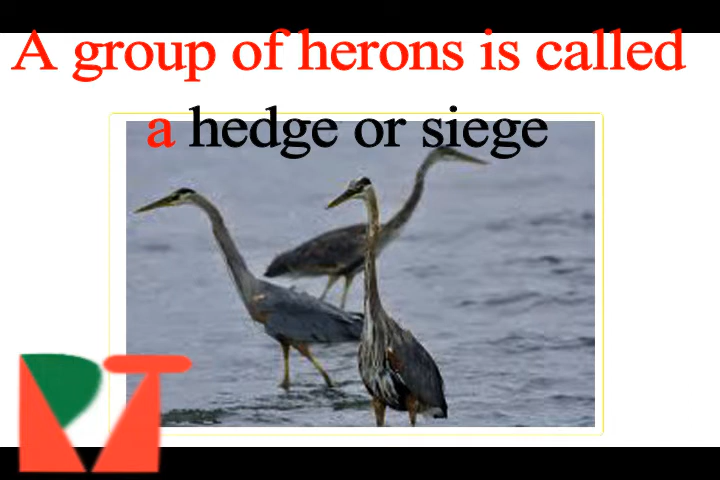 A group of herons is called
a hedge or siege